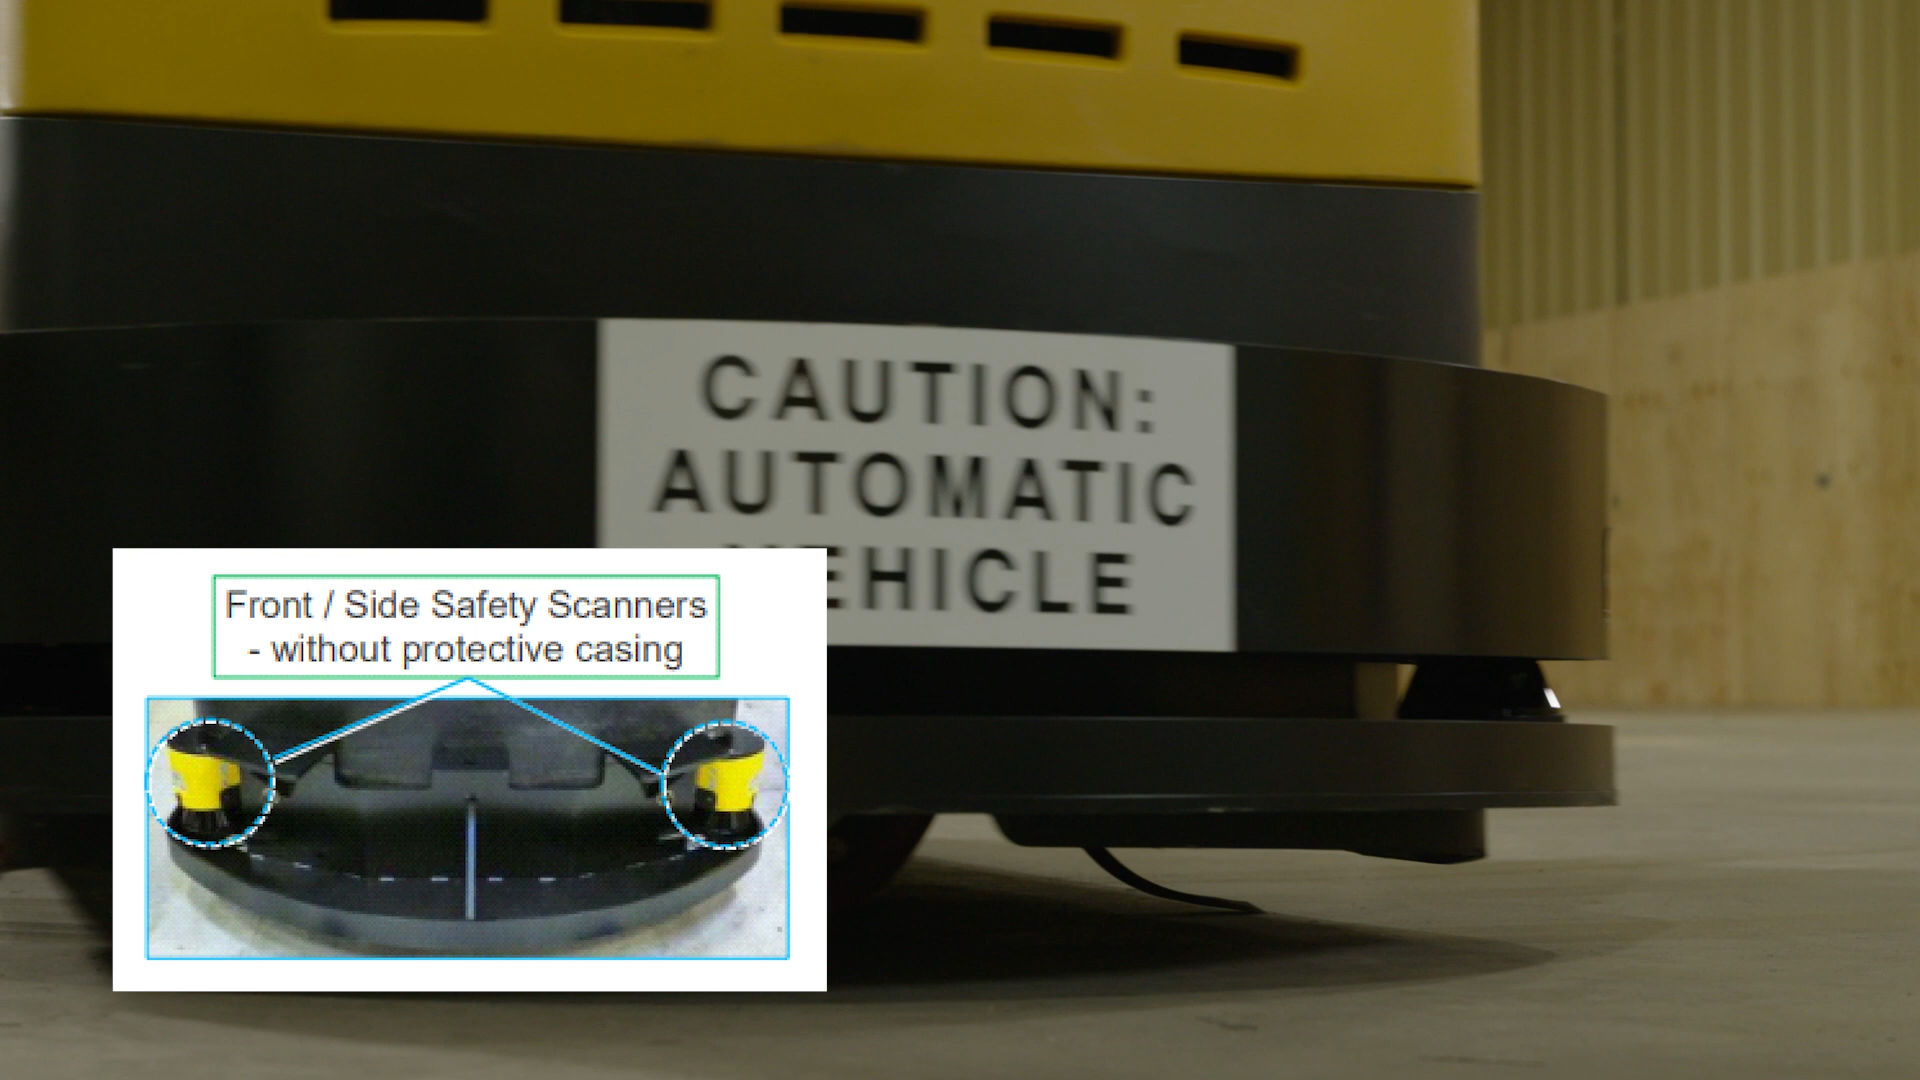 CAUTION:
AUTOMATIC
EHICLE
Front / Side Safety Scanners
- without protective casing